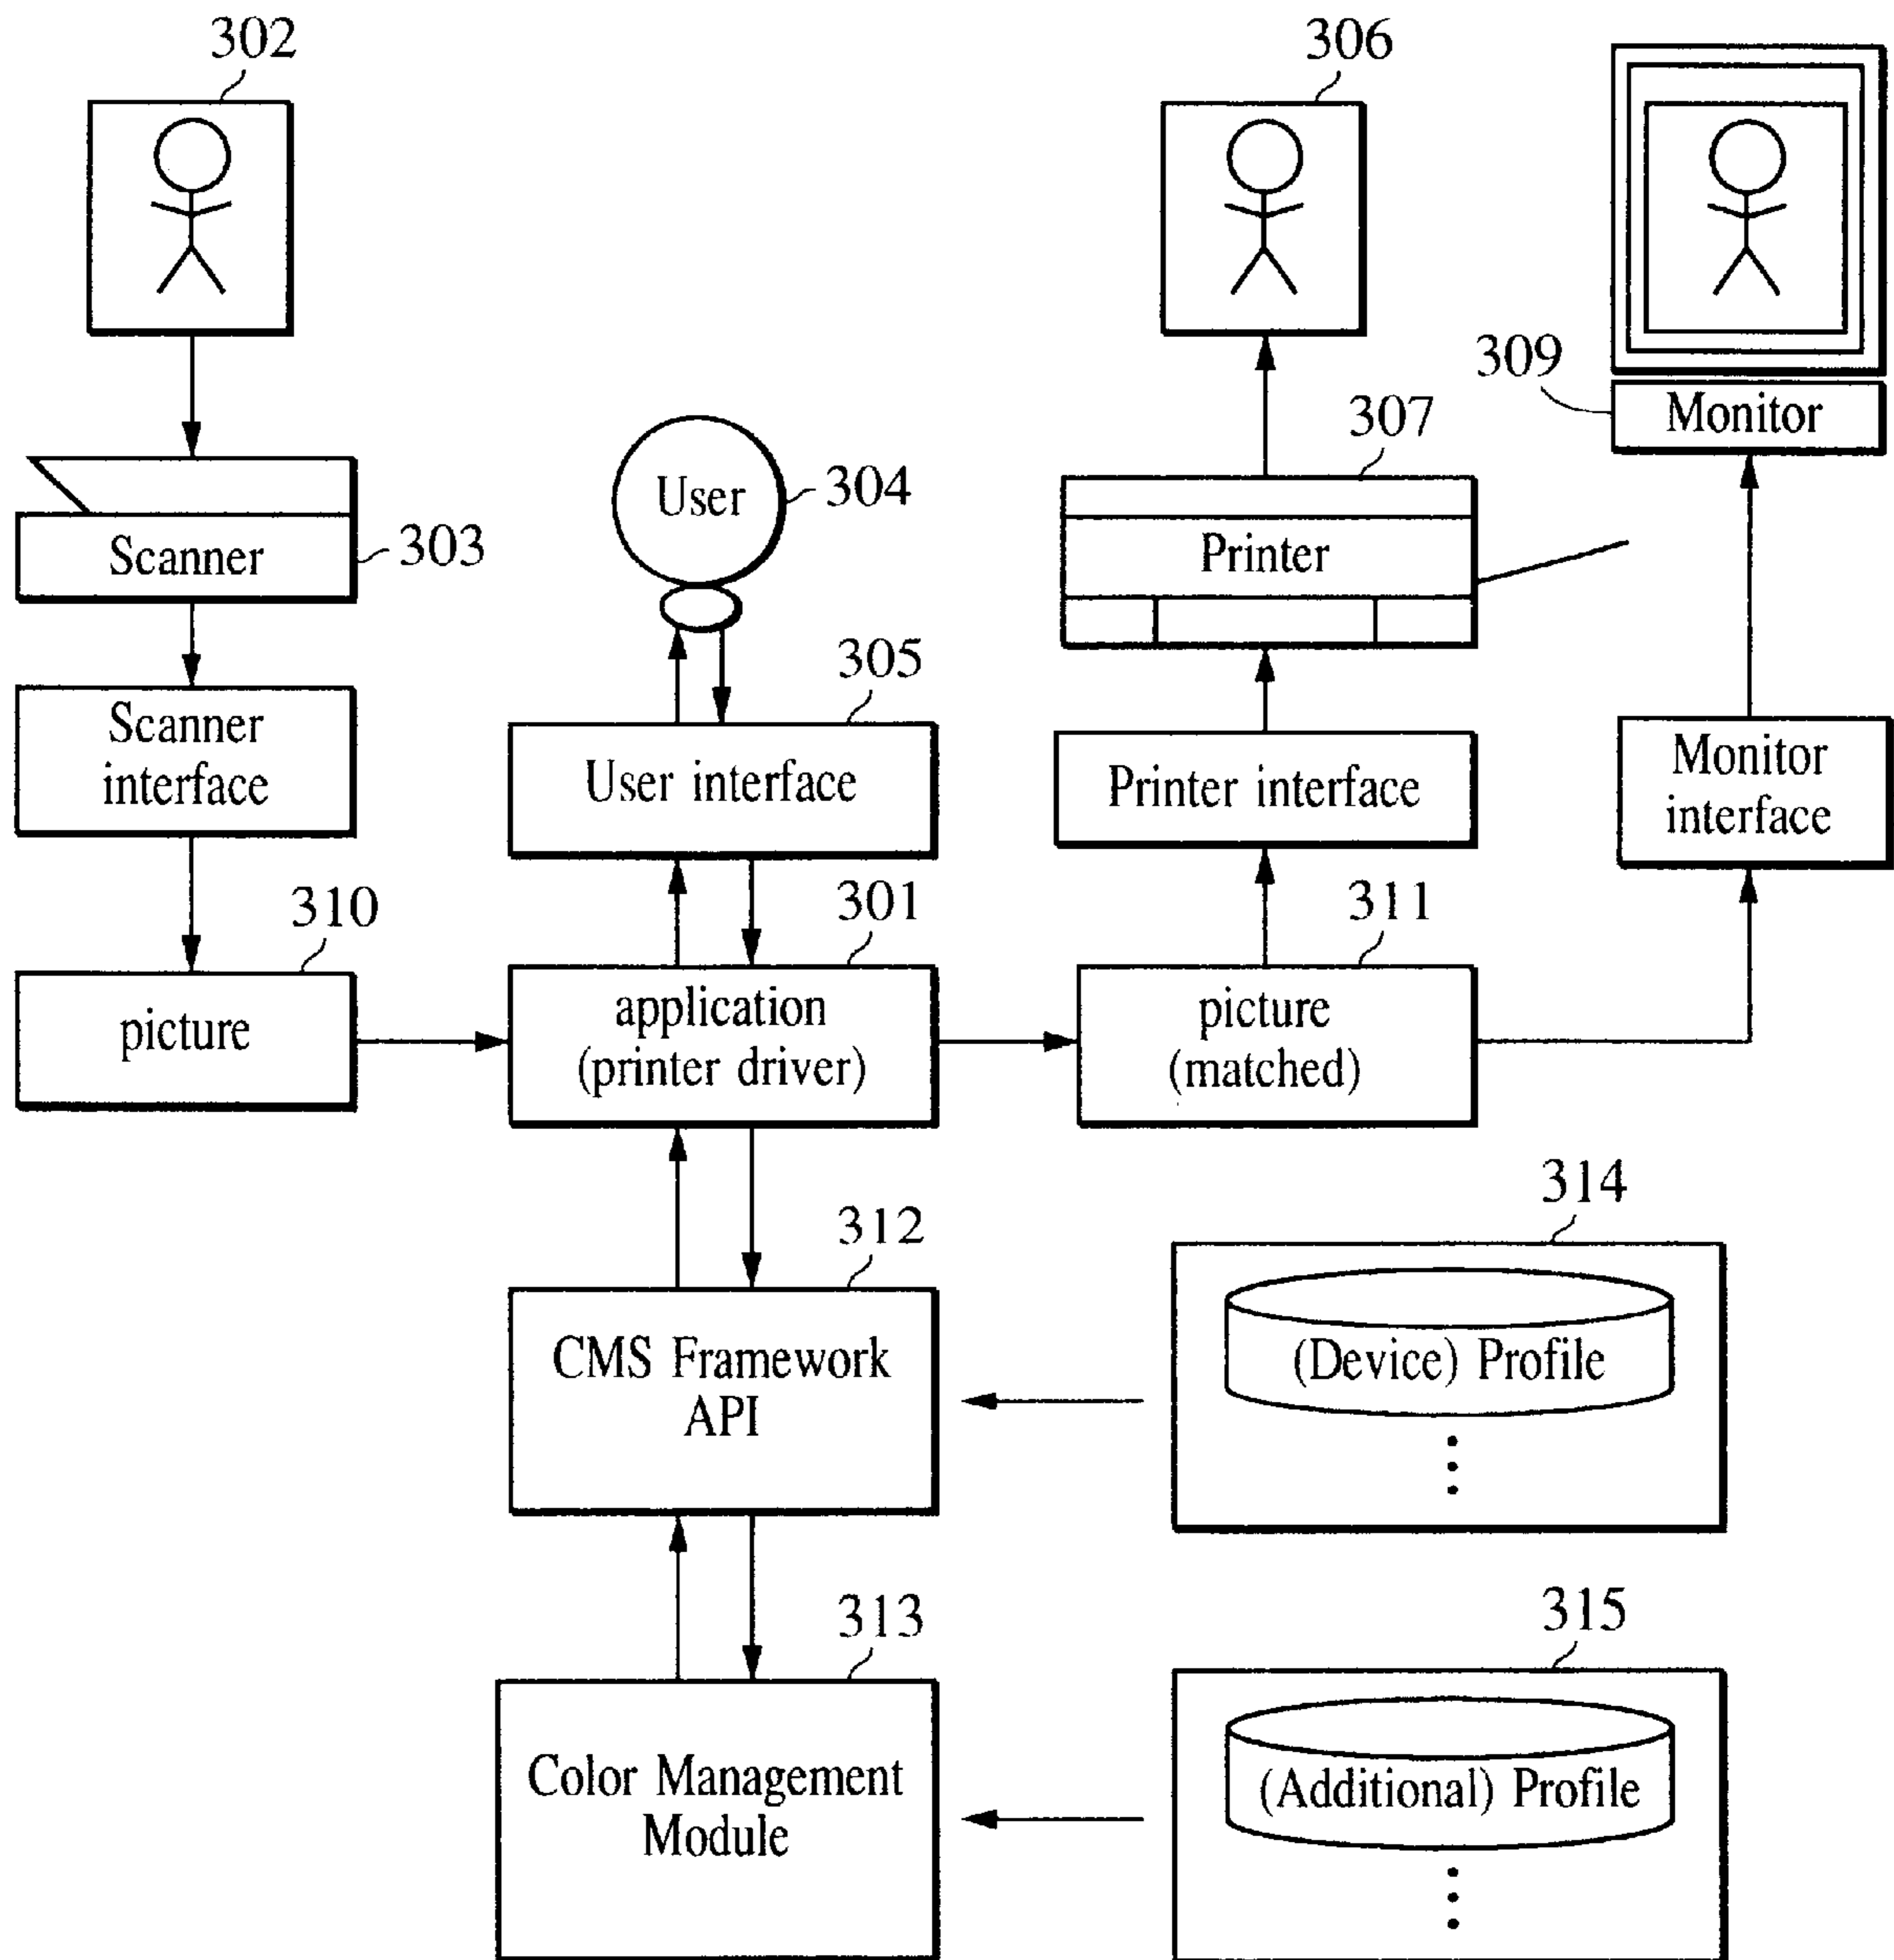 302
306
309
Monitor
307
User
304
Scanner
303
Printer
305
Scanner
interface
User interface
Printer interface
Monitor
interface
310
301
311
picture
application
(printer driver)
picture
(matched)
312
314
CMS Framework
API
(Device) Profile
313
315
Color Management
Module
(Additional) Profile